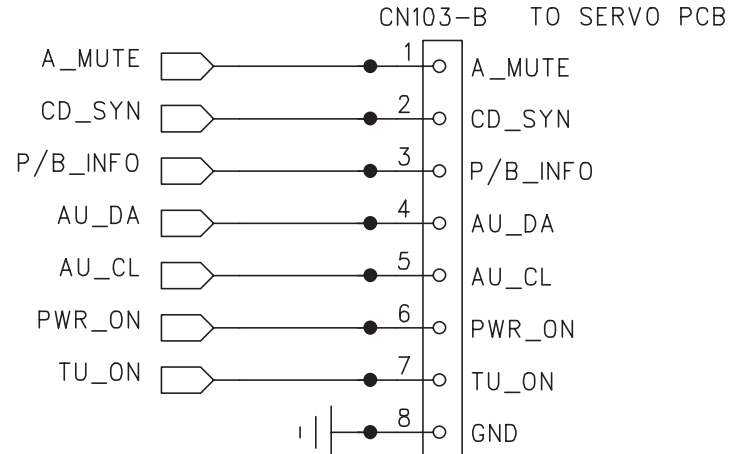 CN103-B TO SERVO PCB
A_MUTE 1 A_MUTE
CD_SYN 2 CD_SYN
P/B_INFO 3 P/B_INFO
AU_DA 4 AU_DA
AU_CL 5 AU_CL
PWR_ON 6 PWR_ON
TU_ON 7 TU_ON
8 GND